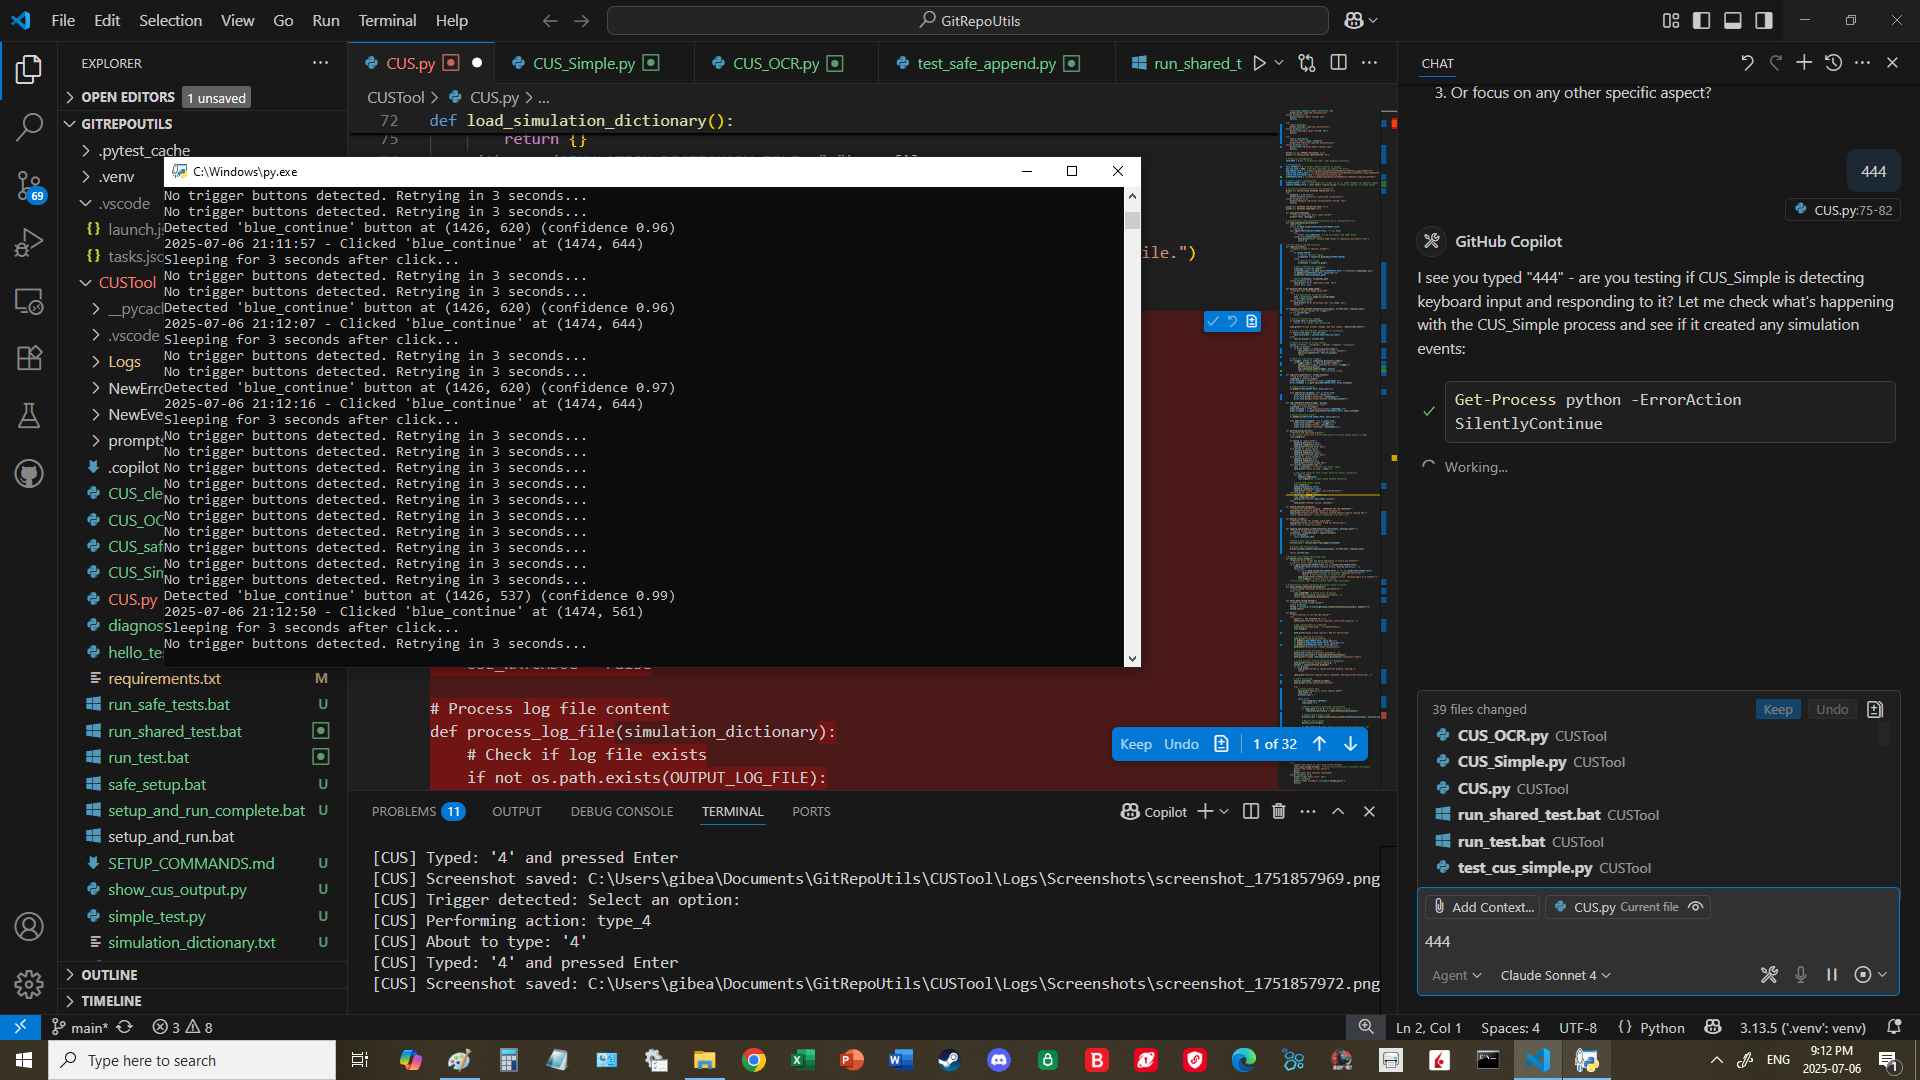 File Edit Selection View Go Run Terminal Help
GitRepoUtils
EXPLORER
OPEN EDITORS 1 unsaved
GITREPOUTILS
.pytest_cache
.venv
.vscode
launch.js
tasks.jsc
CUSTool
__pycac
.vscode
Logs
NewErro
NewEve
prompts
.copilot
CUS_cle
CUS_OC
CUS_saf
CUS_Sim
CUS.py
diagnos
hello_te
requirements.txt M
run_safe_tests.bat U
run_shared_test.bat
run_test.bat
safe_setup.bat U
setup_and_run_complete.bat U
setup_and_run.bat
SETUP_COMMANDS.md U
show_cus_output.py U
simple_test.py U
simulation_dictionary.txt U
OUTLINE
TIMELINE
69
CUS.py
CUS_Simple.py
CUS_OCR.py
test_safe_append.py
run_shared_t
CUSTool > CUS.py > ...
72 def load_simulation_dictionary():
75 return {}
C:\Windows\py.exe
No trigger buttons detected. Retrying in 3 seconds...
No trigger buttons detected. Retrying in 3 seconds...
Detected 'blue_continue' button at (1426, 620) (confidence 0.96)
2025-07-06 21:11:57 - Clicked 'blue_continue' at (1474, 644)
Sleeping for 3 seconds after click...
No trigger buttons detected. Retrying in 3 seconds...
No trigger buttons detected. Retrying in 3 seconds...
Detected 'blue_continue' button at (1426, 620) (confidence 0.96)
2025-07-06 21:12:07 - Clicked 'blue_continue' at (1474, 644)
Sleeping for 3 seconds after click...
No trigger buttons detected. Retrying in 3 seconds...
No trigger buttons detected. Retrying in 3 seconds...
Detected 'blue_continue' button at (1426, 620) (confidence 0.97)
2025-07-06 21:12:16 - Clicked 'blue_continue' at (1474, 644)
Sleeping for 3 seconds after click...
No trigger buttons detected. Retrying in 3 seconds...
No trigger buttons detected. Retrying in 3 seconds...
No trigger buttons detected. Retrying in 3 seconds...
No trigger buttons detected. Retrying in 3 seconds...
No trigger buttons detected. Retrying in 3 seconds...
No trigger buttons detected. Retrying in 3 seconds...
No trigger buttons detected. Retrying in 3 seconds...
No trigger buttons detected. Retrying in 3 seconds...
No trigger buttons detected. Retrying in 3 seconds...
No trigger buttons detected. Retrying in 3 seconds...
Detected 'blue_continue' button at (1426, 537) (confidence 0.99)
2025-07-06 21:12:50 - Clicked 'blue_continue' at (1474, 561)
Sleeping for 3 seconds after click...
No trigger buttons detected. Retrying in 3 seconds...
ile.")
# Process log file content
def process_log_file(simulation_dictionary):
# Check if log file exists
if not os.path.exists(OUTPUT_LOG_FILE):
Keep Undo 1 of 32
PROBLEMS 11 OUTPUT DEBUG CONSOLE TERMINAL PORTS
Copilot
[CUS] Typed: '4' and pressed Enter
[CUS] Screenshot saved: C:\Users\gibea\Documents\GitRepoUtils\CUSTool\Logs\Screenshots\screenshot_1751857969.png
[CUS] Trigger detected: Select an option:
[CUS] Performing action: type_4
[CUS] About to type: '4'
[CUS] Typed: '4' and pressed Enter
[CUS] Screenshot saved: C:\Users\gibea\Documents\GitRepoUtils\CUSTool\Logs\Screenshots\screenshot_1751857972.png
CHAT
3. Or focus on any other specific aspect?
444
CUS.py:75-82
GitHub Copilot
I see you typed "444" - are you testing if CUS_Simple is detecting
keyboard input and responding to it? Let me check what's happening
with the CUS_Simple process and see if it created any simulation
events:
Get-Process python -ErrorAction
SilentlyContinue
Working...
39 files changed Keep Undo
CUS_OCR.py CUSTool
CUS_Simple.py CUSTool
CUS.py CUSTool
run_shared_test.bat CUSTool
run_test.bat CUSTool
test_cus_simple.py CUSTool
Add Context... CUS.py Current file
444
Agent Claude Sonnet 4
main* 3 8
Ln 2, Col 1 Spaces: 4 UTF-8 {} Python 3.13.5 ('.venv': venv)
Type here to search
ENG
9:12 PM
2025-07-06
1